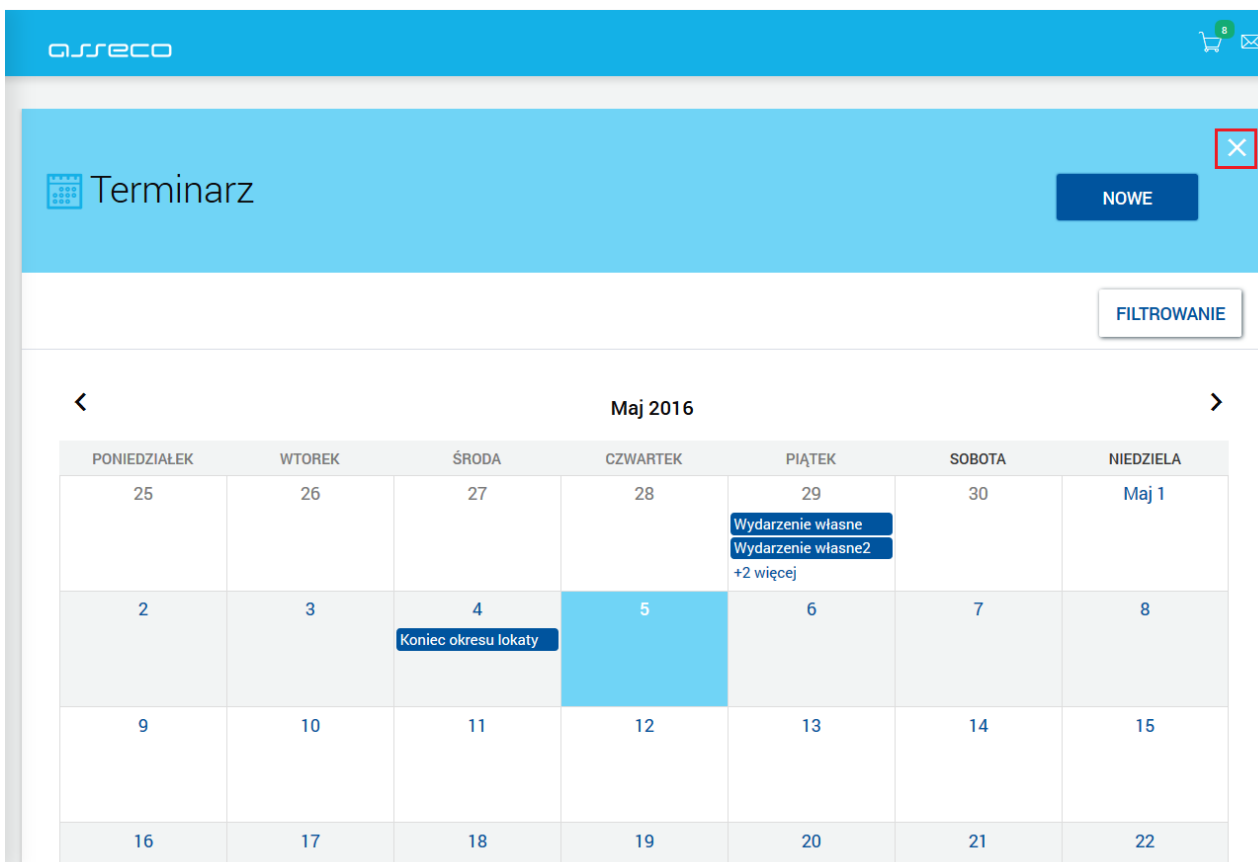 asseco
8
Terminarz
NOWE
FILTROWANIE
Maj 2016
PONIEDZIAŁEK WTOREK ŚRODA CZWARTEK PIĄTEK SOBOTA NIEDZIELA
25 26 27 28 29 30 Maj 1
Wydarzenie własne
Wydarzenie własne2
+2 więcej
2 3 4 5 6 7 8
Koniec okresu lokaty
9 10 11 12 13 14 15
16 17 18 19 20 21 22